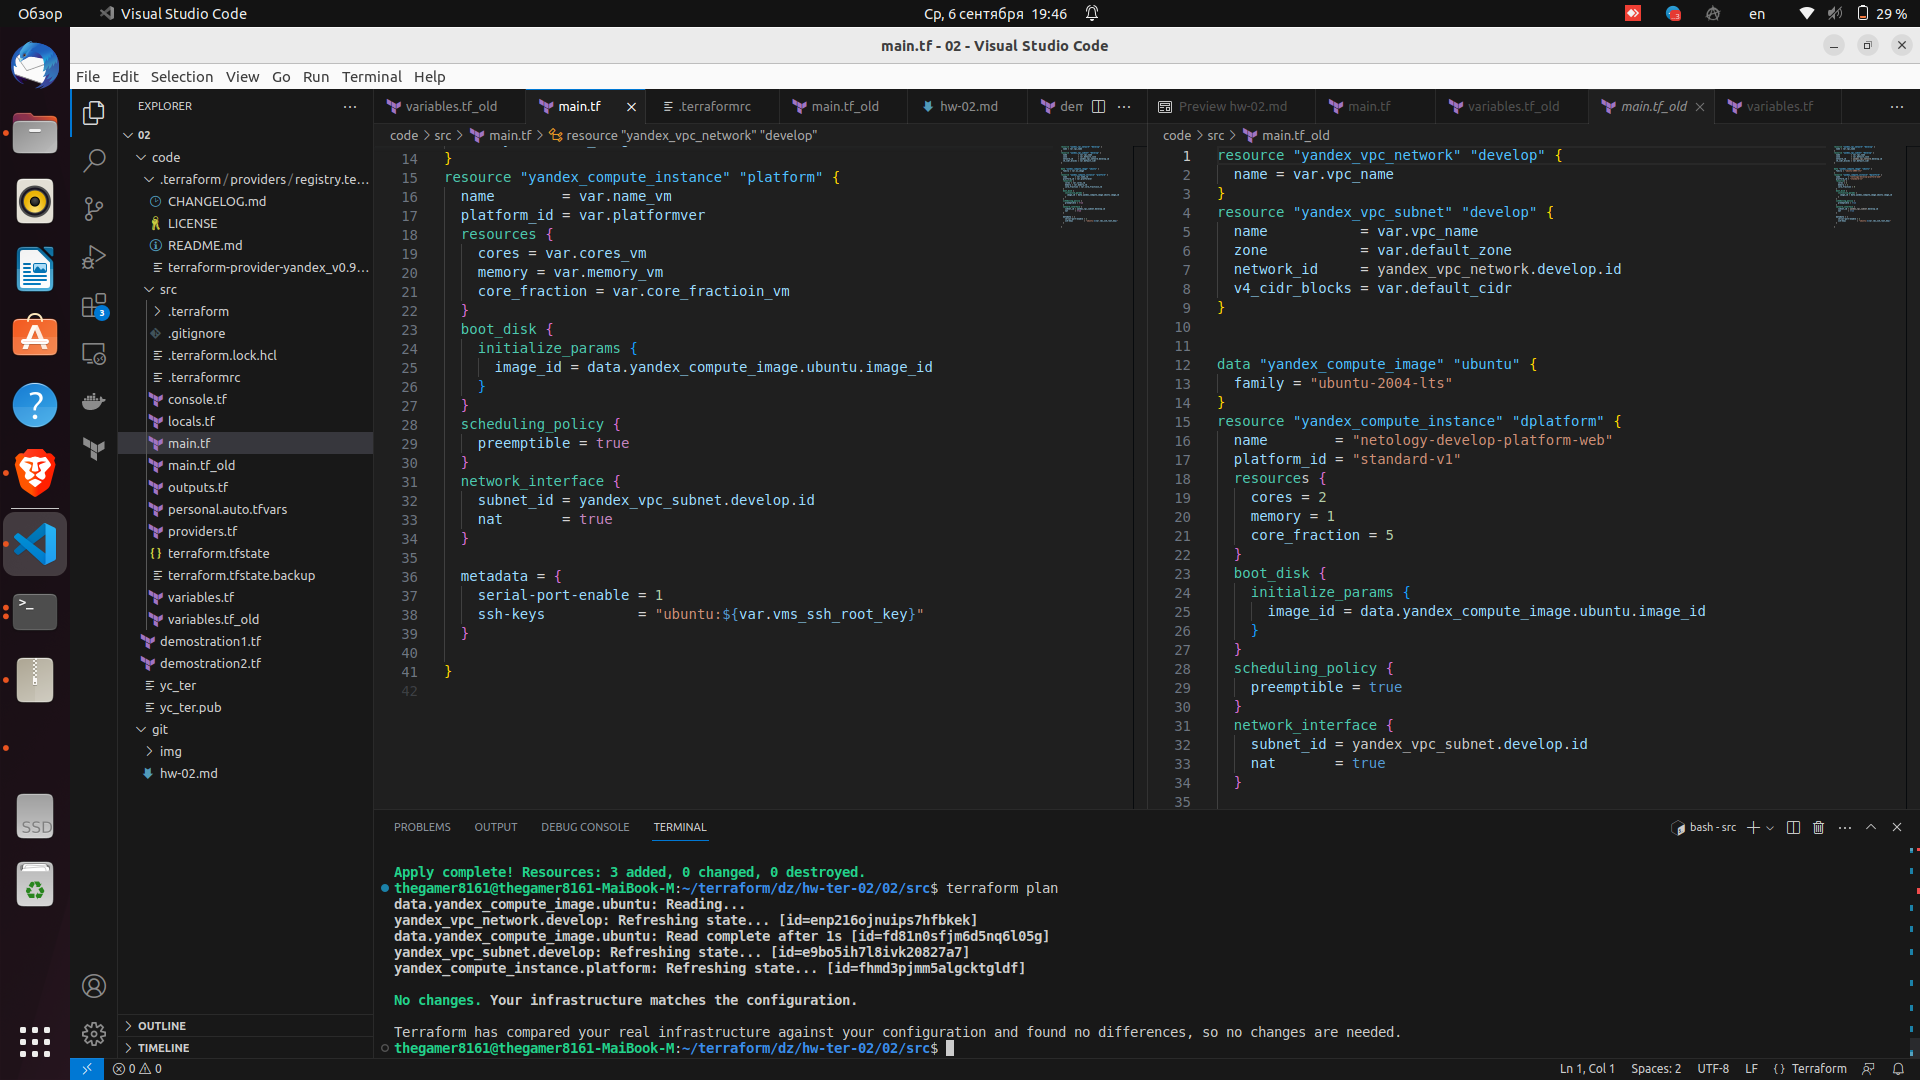 Обзор
Visual Studio Code
Ср, 6 сентября 19:46
en
29 %
main.tf - 02 - Visual Studio Code
File Edit Selection View Go Run Terminal Help
EXPLORER
02
code
.terraform/providers/registry.te...
CHANGELOG.md
LICENSE
README.md
terraform-provider-yandex_v0.9...
src
.terraform
.gitignore
.terraform.lock.hcl
.terraformrc
console.tf
locals.tf
main.tf
main.tf_old
outputs.tf
personal.auto.tfvars
providers.tf
terraform.tfstate
terraform.tfstate.backup
variables.tf
variables.tf_old
demostration1.tf
demostration2.tf
yc_ter
yc_ter.pub
git
img
hw-02.md
OUTLINE
TIMELINE
3
SSD
variables.tf_old main.tf .terraformrc main.tf_old hw-02.md den
code > src > main.tf > resource "yandex_vpc_network" "develop"
14 }
15 resource "yandex_compute_instance" "platform" {
16 name = var.name_vm
17 platform_id = var.platformver
18 resources {
19 cores = var.cores_vm
20 memory = var.memory_vm
21 core_fraction = var.core_fractioin_vm
22 }
23 boot_disk {
24 initialize_params {
25 image_id = data.yandex_compute_image.ubuntu.image_id
26 }
27 }
28 scheduling_policy {
29 preemptible = true
30 }
31 network_interface {
32 subnet_id = yandex_vpc_subnet.develop.id
33 nat = true
34 }
35
36 metadata = {
37 serial-port-enable = 1
38 ssh-keys = "ubuntu:${var.vms_ssh_root_key}"
39 }
40
41 }
42
Preview hw-02.md main.tf variables.tf_old main.tf_old variables.tf
code > src > main.tf_old
1 resource "yandex_vpc_network" "develop" {
2 name = var.vpc_name
3 }
4 resource "yandex_vpc_subnet" "develop" {
5 name = var.vpc_name
6 zone = var.default_zone
7 network_id = yandex_vpc_network.develop.id
8 v4_cidr_blocks = var.default_cidr
9 }
10
11
12 data "yandex_compute_image" "ubuntu" {
13 family = "ubuntu-2004-lts"
14 }
15 resource "yandex_compute_instance" "dplatform" {
16 name = "netology-develop-platform-web"
17 platform_id = "standard-v1"
18 resources {
19 cores = 2
20 memory = 1
21 core_fraction = 5
22 }
23 boot_disk {
24 initialize_params {
25 image_id = data.yandex_compute_image.ubuntu.image_id
26 }
27 }
28 scheduling_policy {
29 preemptible = true
30 }
31 network_interface {
32 subnet_id = yandex_vpc_subnet.develop.id
33 nat = true
34 }
35
PROBLEMS OUTPUT DEBUG CONSOLE TERMINAL
bash - src
Apply complete! Resources: 3 added, 0 changed, 0 destroyed.
thegamer8161@thegamer8161-MaiBook-M:~/terraform/dz/hw-ter-02/02/src$ terraform plan
data.yandex_compute_image.ubuntu: Reading...
yandex_vpc_network.develop: Refreshing state... [id=enp216ojnuips7hfbkek]
data.yandex_compute_image.ubuntu: Read complete after 1s [id=fd81n0sfjm6d5nq6l05g]
yandex_vpc_subnet.develop: Refreshing state... [id=e9bo5ih7l8ivk20827a7]
yandex_compute_instance.platform: Refreshing state... [id=fhmd3pjmm5algcktgldf]
No changes. Your infrastructure matches the configuration.
Terraform has compared your real infrastructure against your configuration and found no differences, so no changes are needed.
thegamer8161@thegamer8161-MaiBook-M:~/terraform/dz/hw-ter-02/02/src$
0 0
Ln 1, Col 1 Spaces: 2 UTF-8 LF {} Terraform